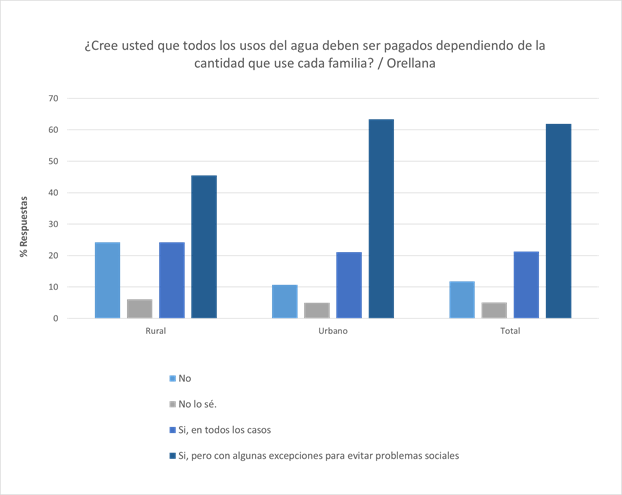 ¿Cree usted que todos los usos del agua deben ser pagados dependiendo de la
cantidad que use cada familia? / Orellana
% Respuestas
70
60
50
40
30
20
10
0
Rural
Urbano
Total
No
No lo sé.
Si, en todos los casos
Si, pero con algunas excepciones para evitar problemas sociales